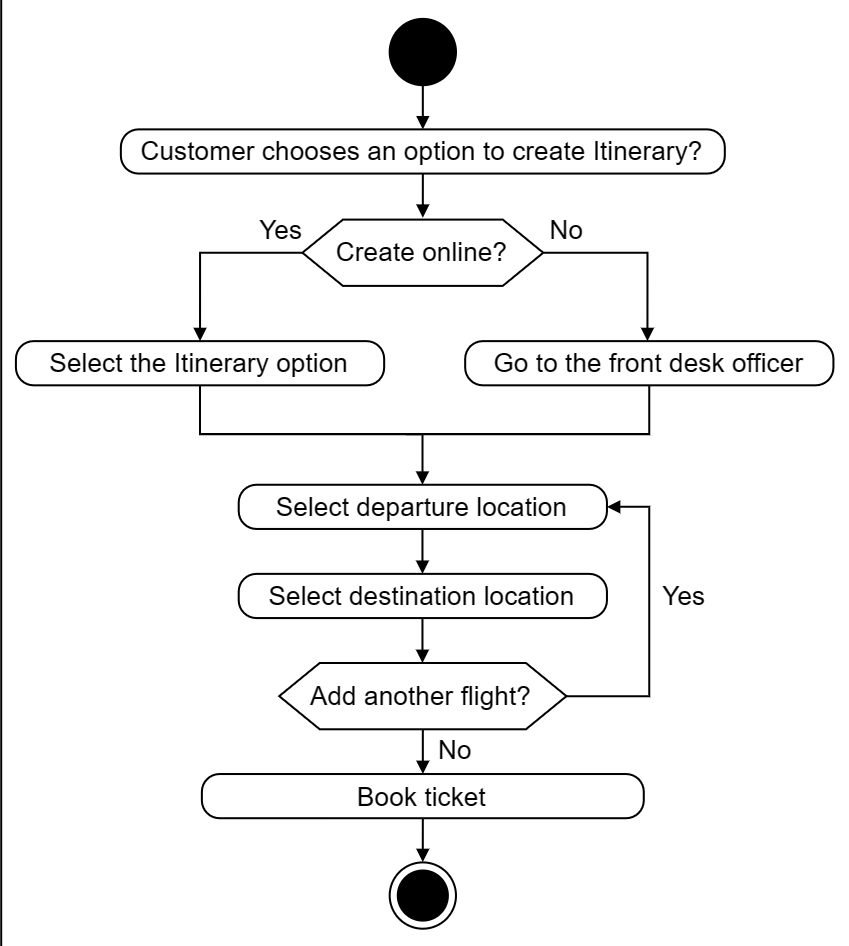 Customer chooses an option to create Itinerary?
Yes
Create online?
No
Select the Itinerary option
Go to the front desk officer
Select departure location
Select destination location
Yes
Add another flight?
No
Book ticket